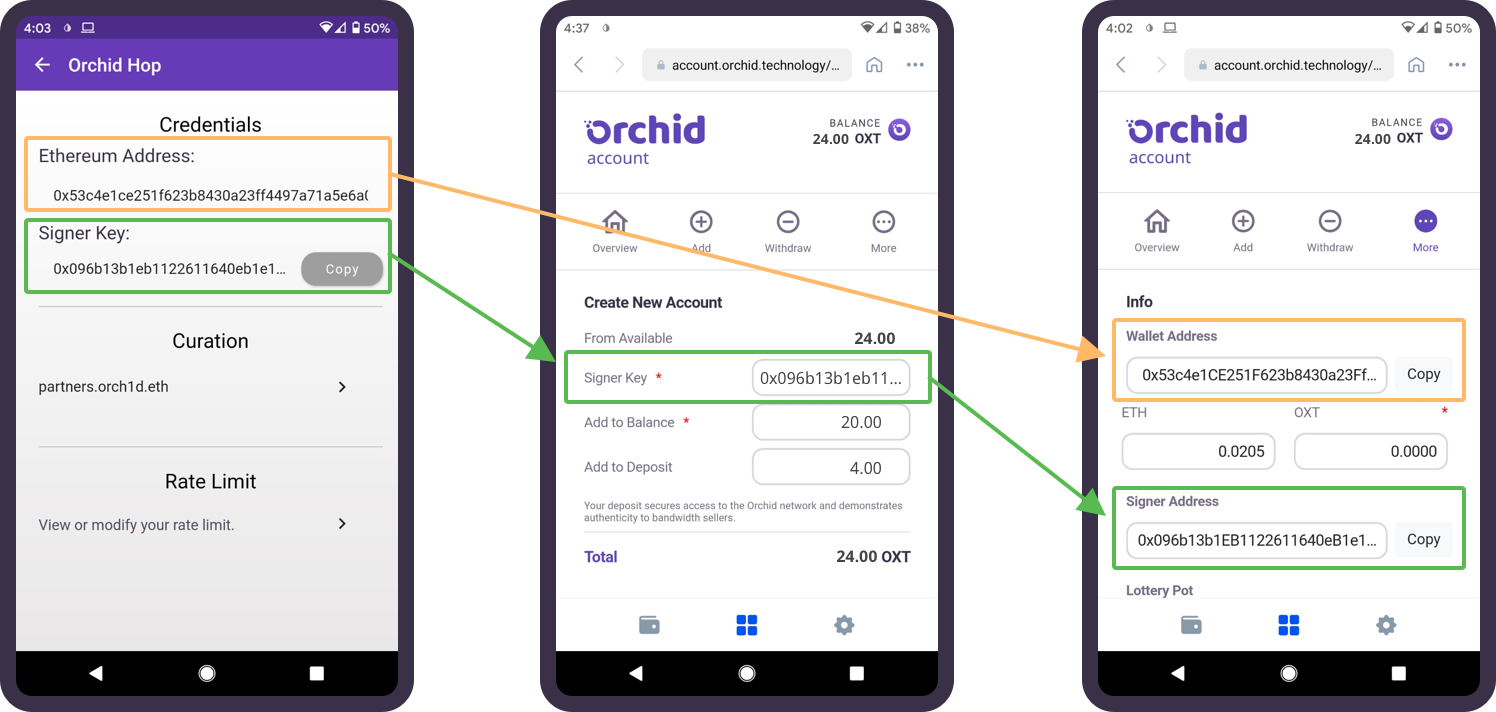 4:03
50%
Orchid Hop
Credentials
Ethereum Address:
0x53c4e1ce251f623b8430a23ff4497a71a5e6a0
Signer Key:
0x096b13b1eb1122611640eb1e1...
Copy
Curation
partners.orch1d.eth
Rate Limit
View or modify your rate limit.
4:37
38%
account.orchid.technology/...
orchid
account
BALANCE
24.00 OXT
Overview
Add
Withdraw
More
Create New Account
From Available
24.00
Signer Key *
0x096b13b1eb11...
Add to Balance *
20.00
Add to Deposit
4.00
Your deposit secures access to the Orchid network and demonstrates
authenticity to bandwidth sellers.
Total
24.00 OXT
4:02
50%
account.orchid.technology/...
orchid
account
BALANCE
24.00 OXT
Overview
Add
Withdraw
More
Info
Wallet Address
0x53c4e1CE251F623b8430a23Ff...
Copy
ETH
OXT *
0.0205
0.0000
Signer Address
0x096b13b1EB1122611640eB1e1...
Copy
Lottery Pot